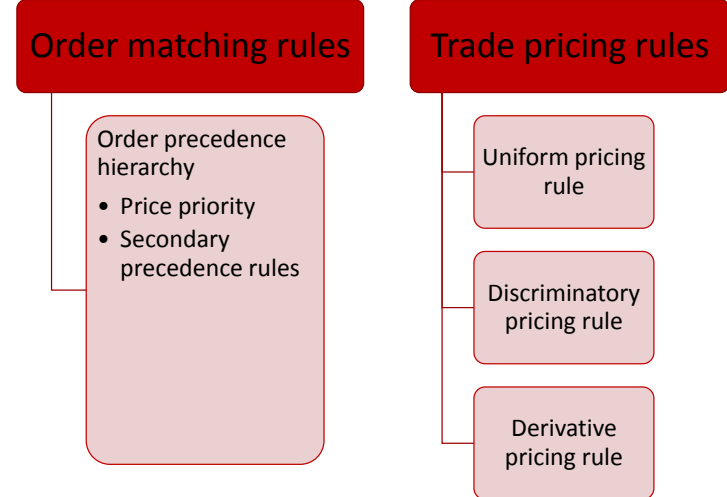 Order matching rules
Order precedence
hierarchy
• Price priority
• Secondary
precedence rules
Trade pricing rules
Uniform pricing
rule
Discriminatory
pricing rule
Derivative
pricing rule